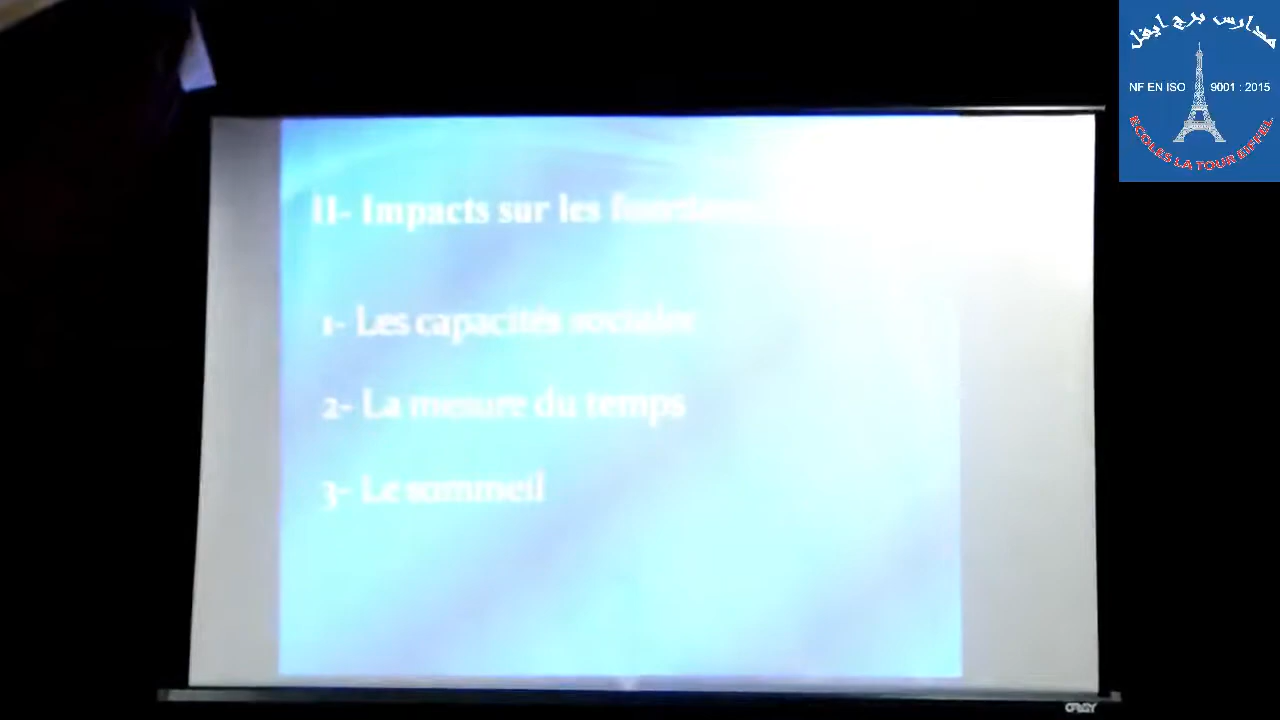 مدارس برج ايفل
NF EN ISO 9001 : 2015
ECOLES LA TOUR EIFFEL
II- Impacts sur les fonctions
1- Les capacités sociales
2- La mesure du temps
3- Le sommeil